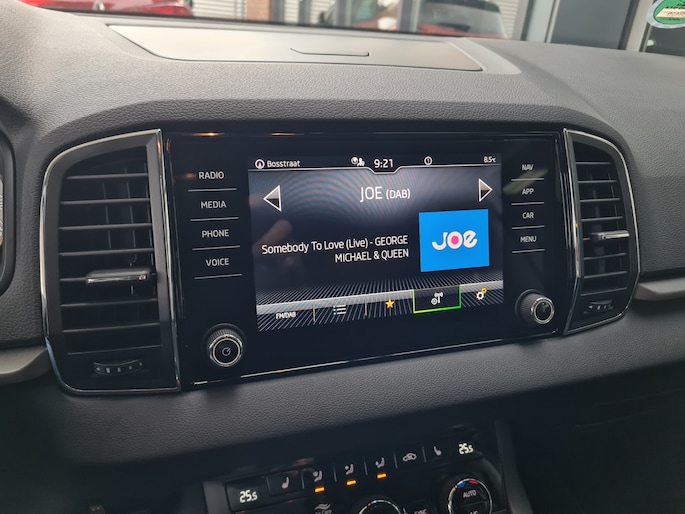 Bosstraat 9:21 8.5°C
RADIO
MEDIA
PHONE
VOICE
JOE (DAB)
Somebody To Love (Live) - GEORGE
MICHAEL & QUEEN
JOE
FM/DAB
NAV
APP
CAR
MENU
25.5
25.5
AUTO